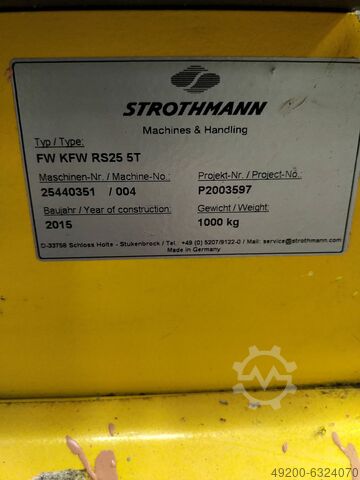 STROTHMANN
Machines & Handling
Typ / Type:
FW KFW RS25 5T
Maschinen-Nr. / Machine-No.: Projekt-Nr. / Project-No.:
25440351 / 004 P2003597
Baujahr / Year of construction: Gewicht / Weight:
2015 1000 kg
D-33758 Schloss Holte - Stukenbrock / Tel.: +49 (0) 5207/9122-0 / Mail: service@strothmann.com
Made in Germany
49200-6324070